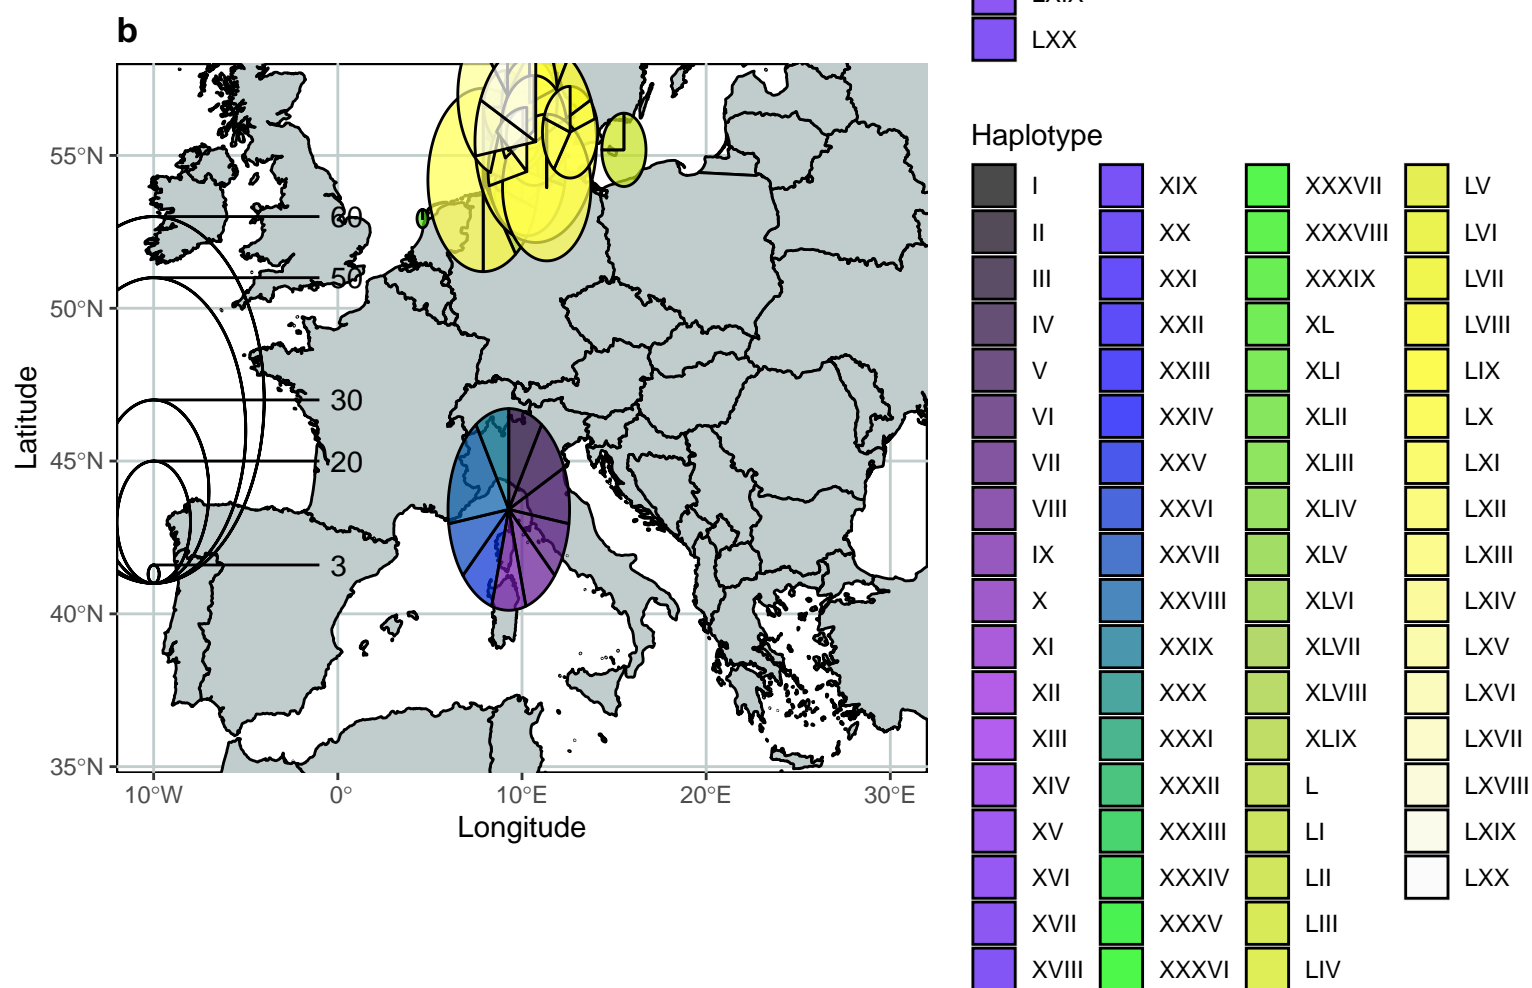 LXIX
LXX
b
55°N
50°N
45°N
40°N
35°N
10°W
0°
10°E
20°E
30°E
Latitude
Longitude
60
50
30
20
3
Haplotype
I
II
III
IV
V
VI
VII
VIII
IX
X
XI
XII
XIII
XIV
XV
XVI
XVII
XVIII
XIX
XX
XXI
XXII
XXIII
XXIV
XXV
XXVI
XXVII
XXVIII
XXIX
XXX
XXXI
XXXII
XXXIII
XXXIV
XXXV
XXXVI
XXXVII
XXXVIII
XXXIX
XL
XLI
XLII
XLIII
XLIV
XLV
XLVI
XLVII
XLVIII
XLIX
L
LI
LII
LIII
LIV
LV
LVI
LVII
LVIII
LIX
LX
LXI
LXII
LXIII
LXIV
LXV
LXVI
LXVII
LXVIII
LXIX
LXX